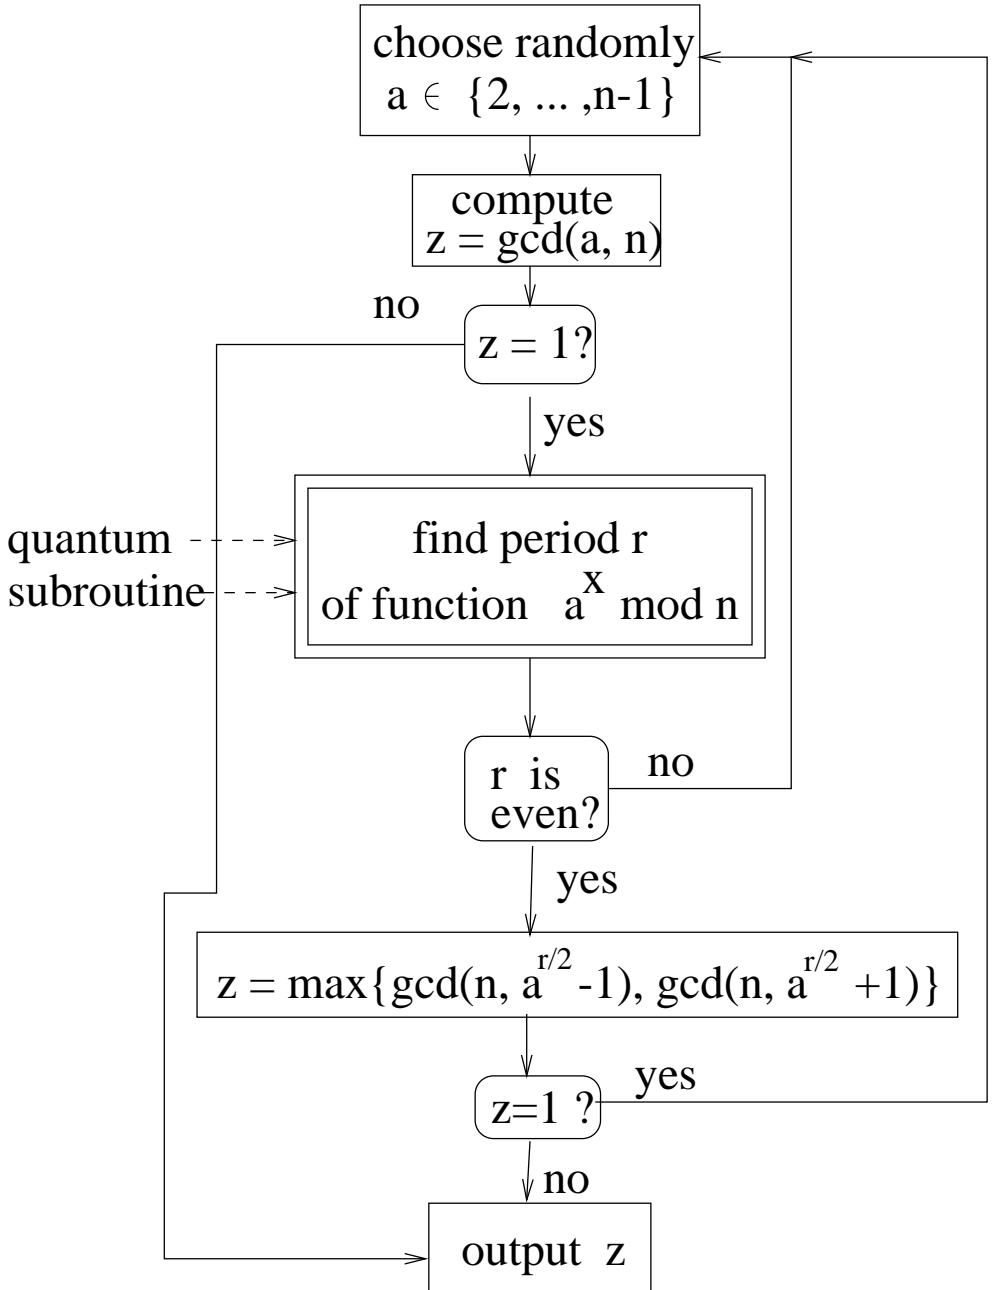 choose randomly
a ∈ {2, ... ,n-1}
compute
z = gcd(a, n)
no
z = 1?
yes
quantum
subroutine
find period r
of function a^x mod n
r is
even?
no
yes
z = max{gcd(n, a^r/2 -1), gcd(n, a^r/2 +1)}
z=1 ?
yes
no
output z